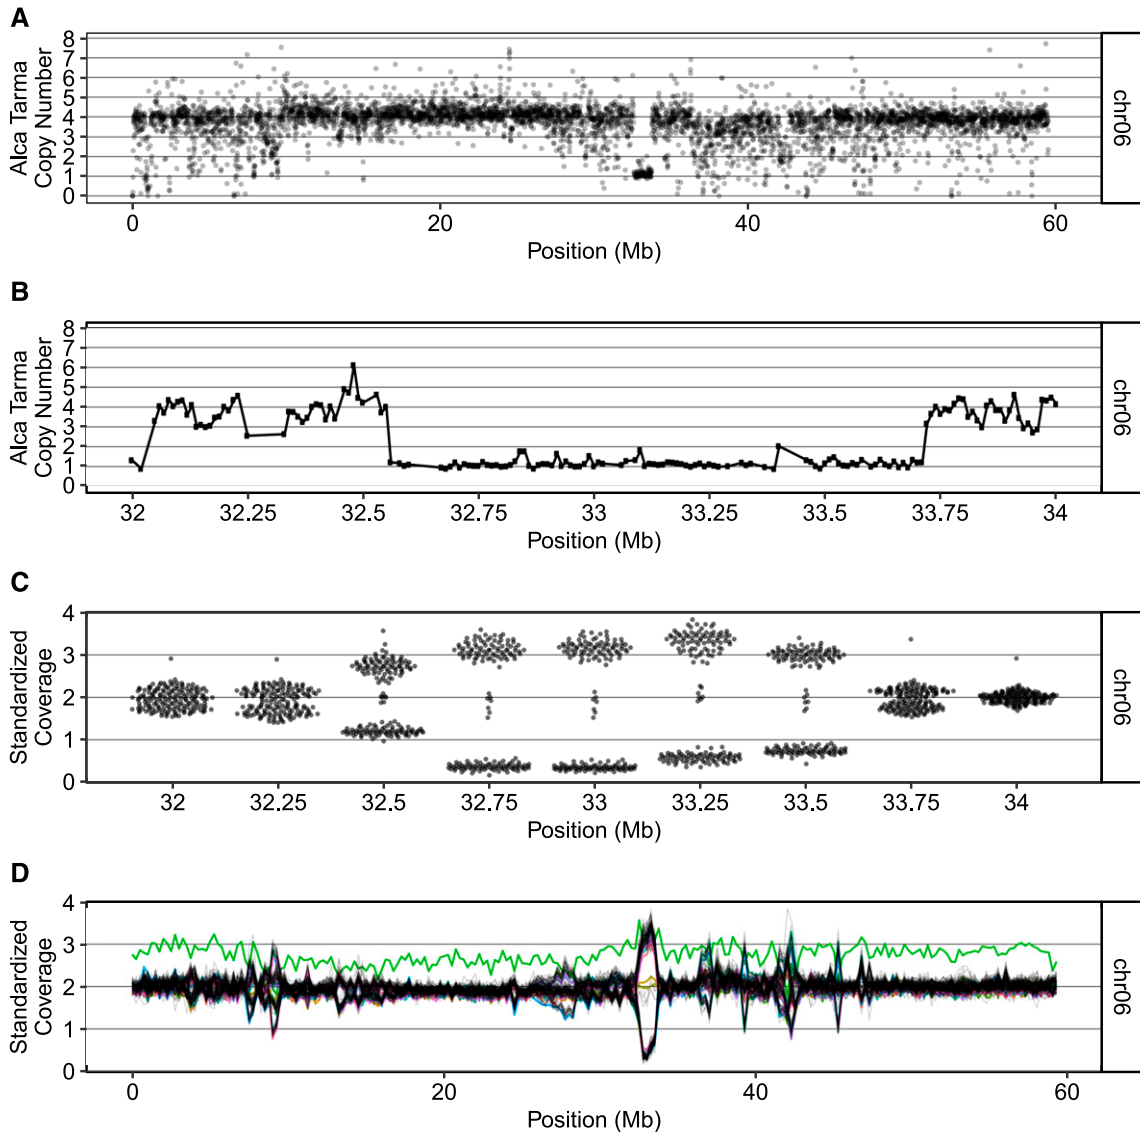 A
Alca Tarma
Copy Number
8
7
6
5
4
3
2
1
0
chr06
0 20 40 60
Position (Mb)
B
Alca Tarma
Copy Number
8
7
6
5
4
3
2
1
0
chr06
32 32.25 32.5 32.75 33 33.25 33.5 33.75 34
Position (Mb)
C
Standardized
Coverage
4
3
2
1
0
chr06
32 32.25 32.5 32.75 33 33.25 33.5 33.75 34
Position (Mb)
D
Standardized
Coverage
4
3
2
1
0
chr06
0 20 40 60
Position (Mb)